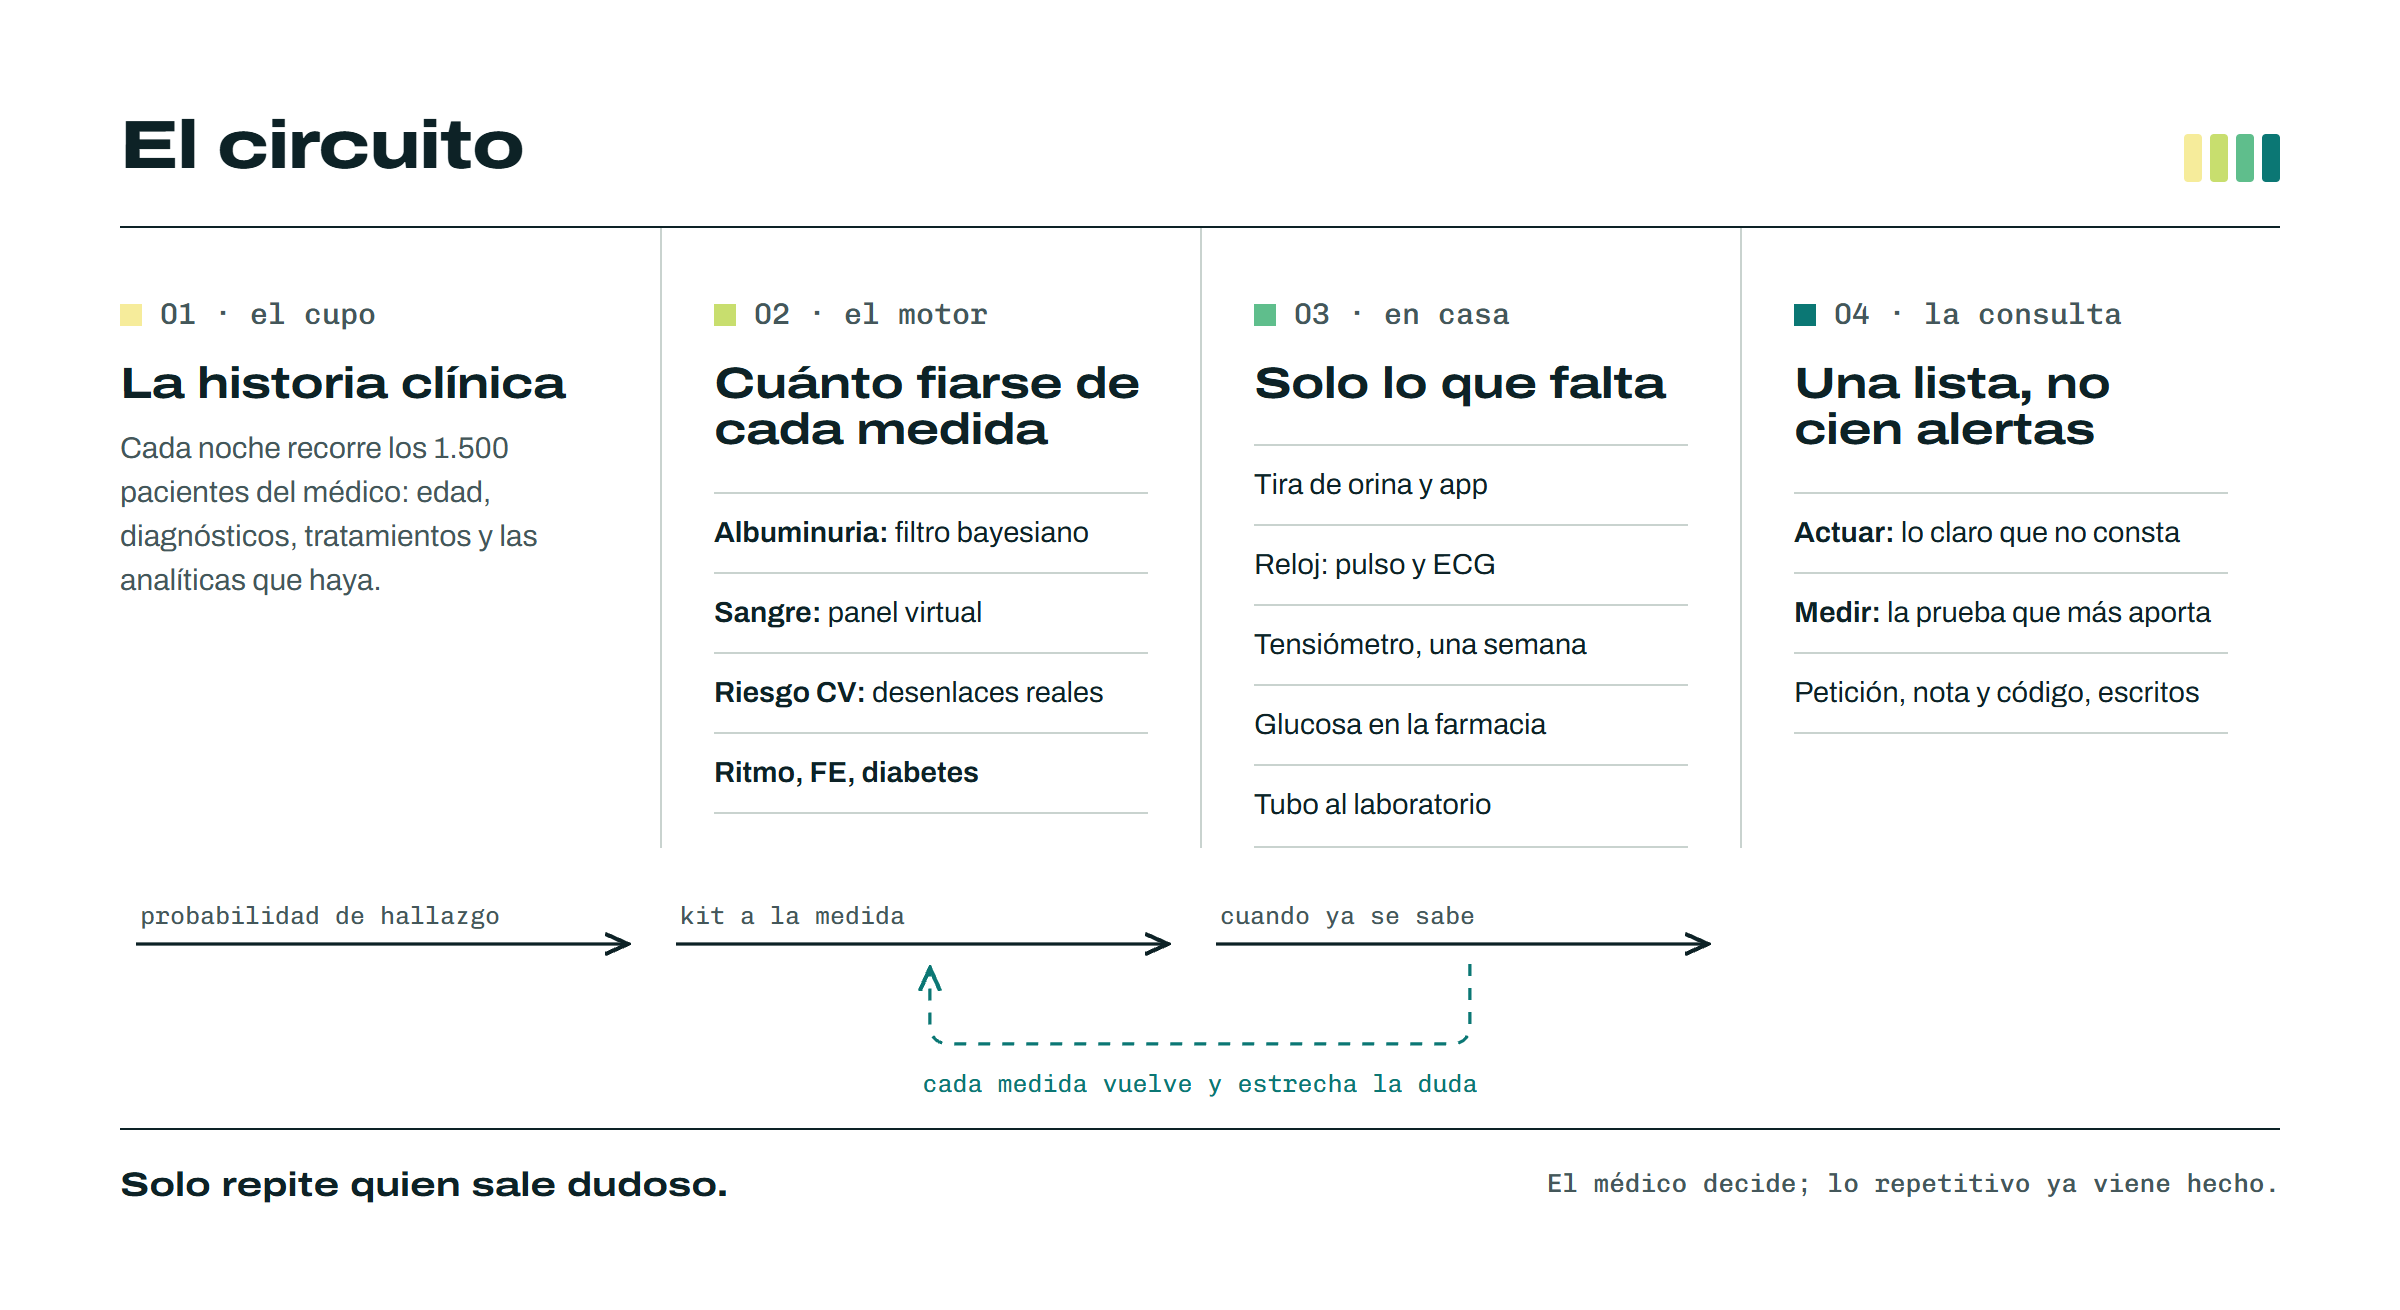 El circuito
01 · el cupo
La historia clínica
Cada noche recorre los 1.500
pacientes del médico: edad,
diagnósticos, tratamientos y las
analíticas que haya.
02 · el motor
Cuánto fiarse de
cada medida
Albuminuria: filtro bayesiano
Sangre: panel virtual
Riesgo CV: desenlaces reales
Ritmo, FE, diabetes
03 · en casa
Solo lo que falta
Tira de orina y app
Reloj: pulso y ECG
Tensiómetro, una semana
Glucosa en la farmacia
Tubo al laboratorio
04 · la consulta
Una lista, no
cien alertas
Actuar: lo claro que no consta
Medir: la prueba que más aporta
Petición, nota y código, escritos
probabilidad de hallazgo
kit a la medida
cuando ya se sabe
cada medida vuelve y estrecha la duda
Solo repite quien sale dudoso.
El médico decide; lo repetitivo ya viene hecho.